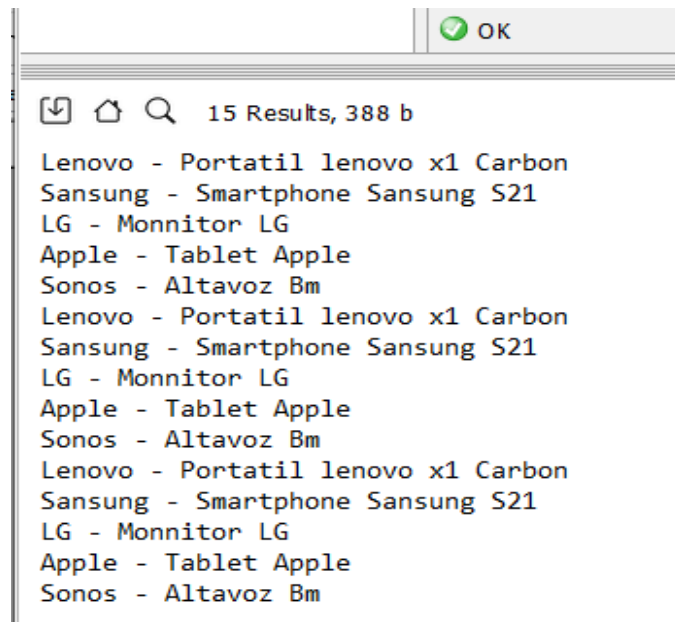 OK
15 Results, 388 b
Lenovo - Portatil lenovo x1 Carbon
Sansung - Smartphone Sansung S21
LG - Monnitor LG
Apple - Tablet Apple
Sonos - Altavoz Bm
Lenovo - Portatil lenovo x1 Carbon
Sansung - Smartphone Sansung S21
LG - Monnitor LG
Apple - Tablet Apple
Sonos - Altavoz Bm
Lenovo - Portatil lenovo x1 Carbon
Sansung - Smartphone Sansung S21
LG - Monnitor LG
Apple - Tablet Apple
Sonos - Altavoz Bm